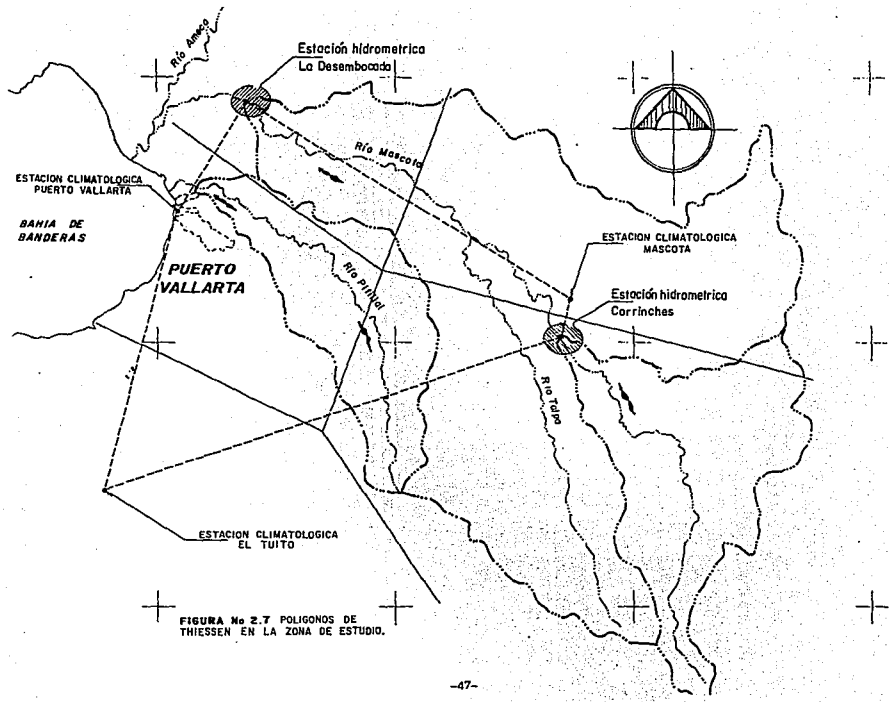 Río Ameca
Estación hidrometrica
La Desembocada
Río Mascota
ESTACION CLIMATOLOGICA
PUERTO VALLARTA
BAHIA DE
BANDERAS
ESTACION CLIMATOLOGICA
MASCOTA
PUERTO
VALLARTA
Río Pitillal
Estación hidrometrica
Corrinches
Río Talpa
ESTACION CLIMATOLOGICA
EL TUITO
FIGURA No 2.7 POLIGONOS DE
THIESSEN EN LA ZONA DE ESTUDIO.
-47-